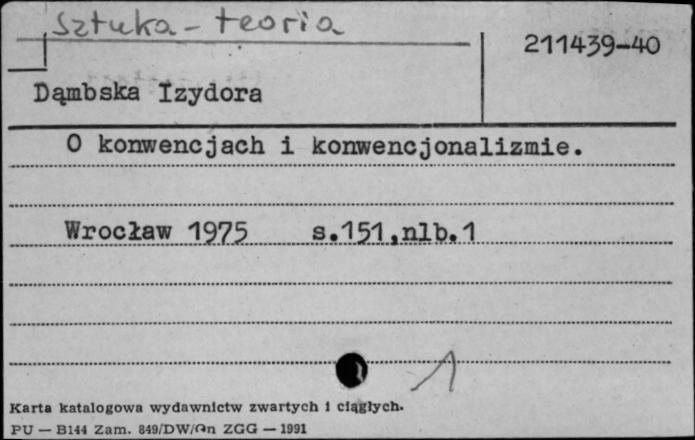 Sztuka - teoria
211439-40
Dąmbska Izydora
O konwencjach i konwencjonalizmie.
Wrocław 1975 s.151,nlb.1
1
Karta katalogowa wydawnictw zwartych i ciągłych.
PU — B144 Zam. 849/DW/On ZGG — 1991